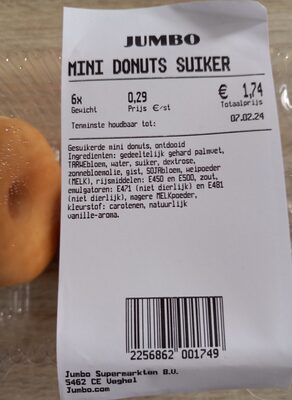 JUMBO
MINI DONUTS SUIKER
6x 0,29 € 1,74
Gewicht Prijs €/st Totaalprijs
Tenminste houdbaar tot: 07.02.24
Gesuikerde mini donuts, ontdooid
Ingredienten: gedeeltelijk gehard palmvet,
TARWEbloem, water, suiker, dextrose,
zonnebloemolie, gist, SOJAbloem, weipoeder
(MELK), rijsmiddelen: E450 en E500, zout,
emulgatoren: E471 (niet dierlijk) en E481
(niet dierlijk), magere MELKpoeder,
kleurstof: carotenen, natuurlijk
vanille-aroma.
2256862 001749
Jumbo Supermarkten B.V.
5462 CE Veghel
Jumbo.com